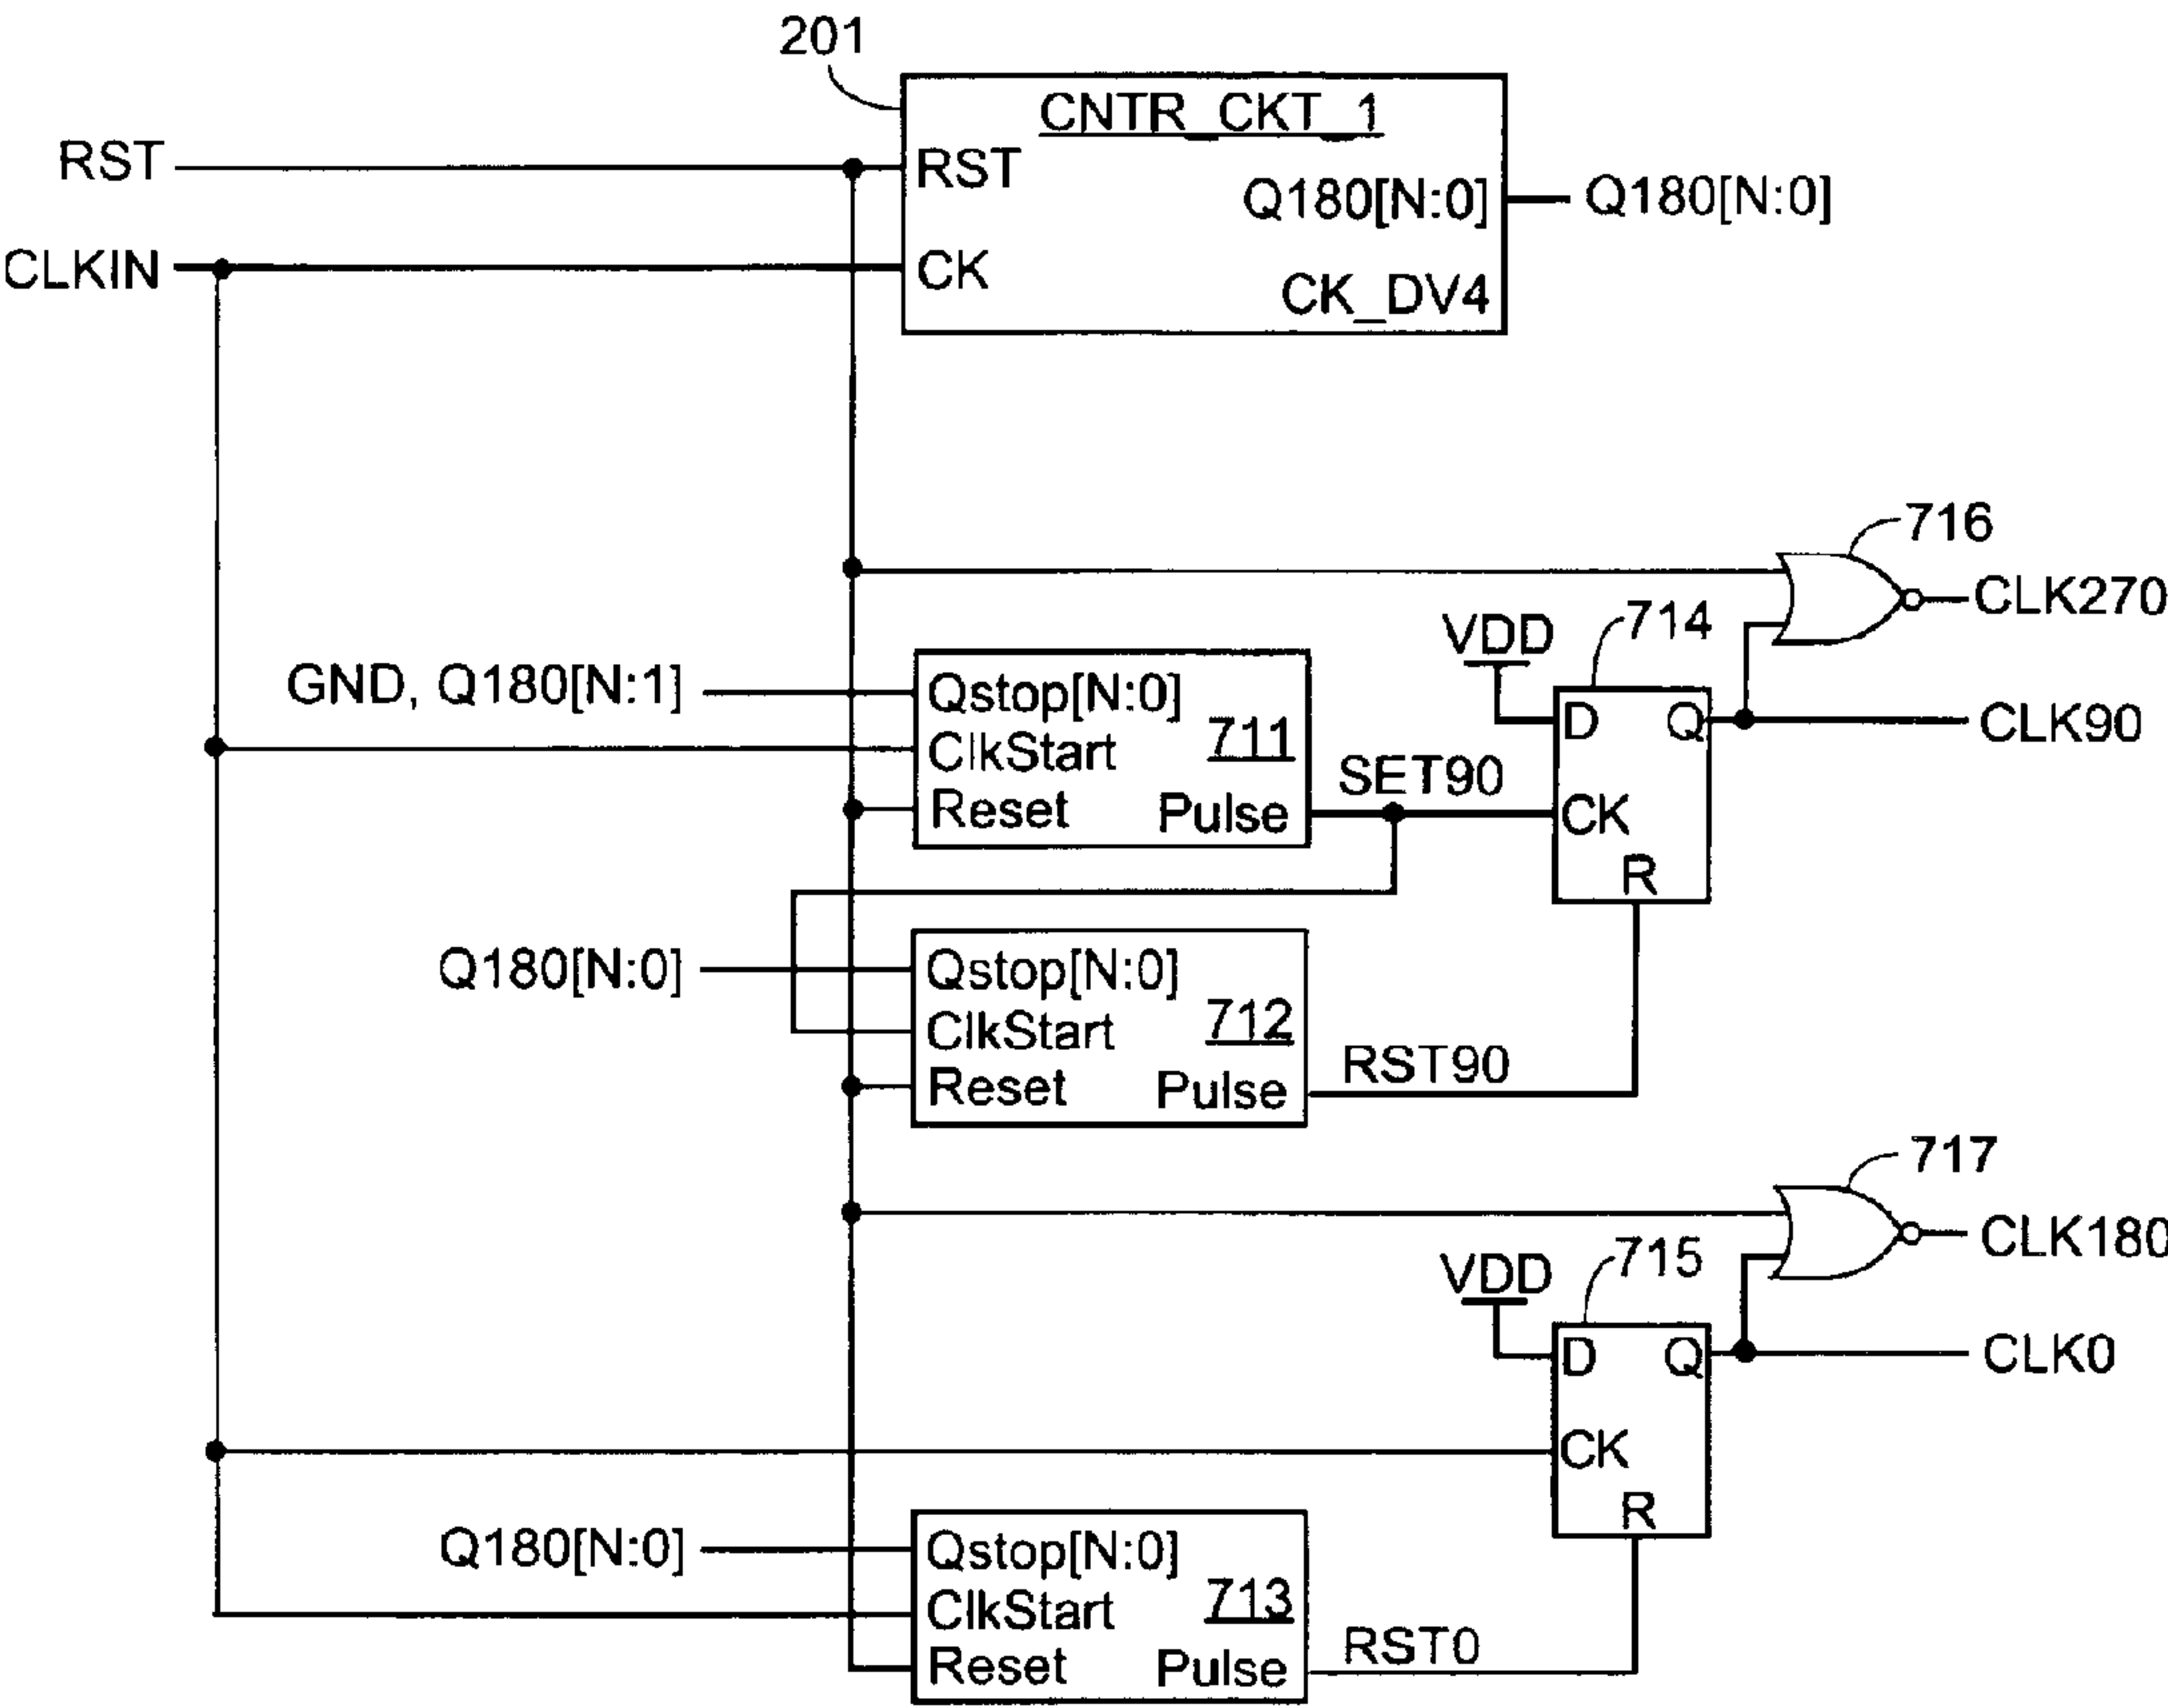 201
CNTR_CKT_1
RST
RST
Q180[N:0]
Q180[N:0]
CLKIN
CK
CK_DV4
716
CLK270
714
VDD
GND, Q180[N:1]
Qstop[N:0]
711
D
Q
CLK90
ClkStart
SET90
Reset
Pulse
CK
R
Q180[N:0]
Qstop[N:0]
712
ClkStart
RST90
Reset
Pulse
717
CLK180
715
VDD
D
Q
CLK0
CK
R
Q180[N:0]
Qstop[N:0]
713
ClkStart
RST0
Reset
Pulse